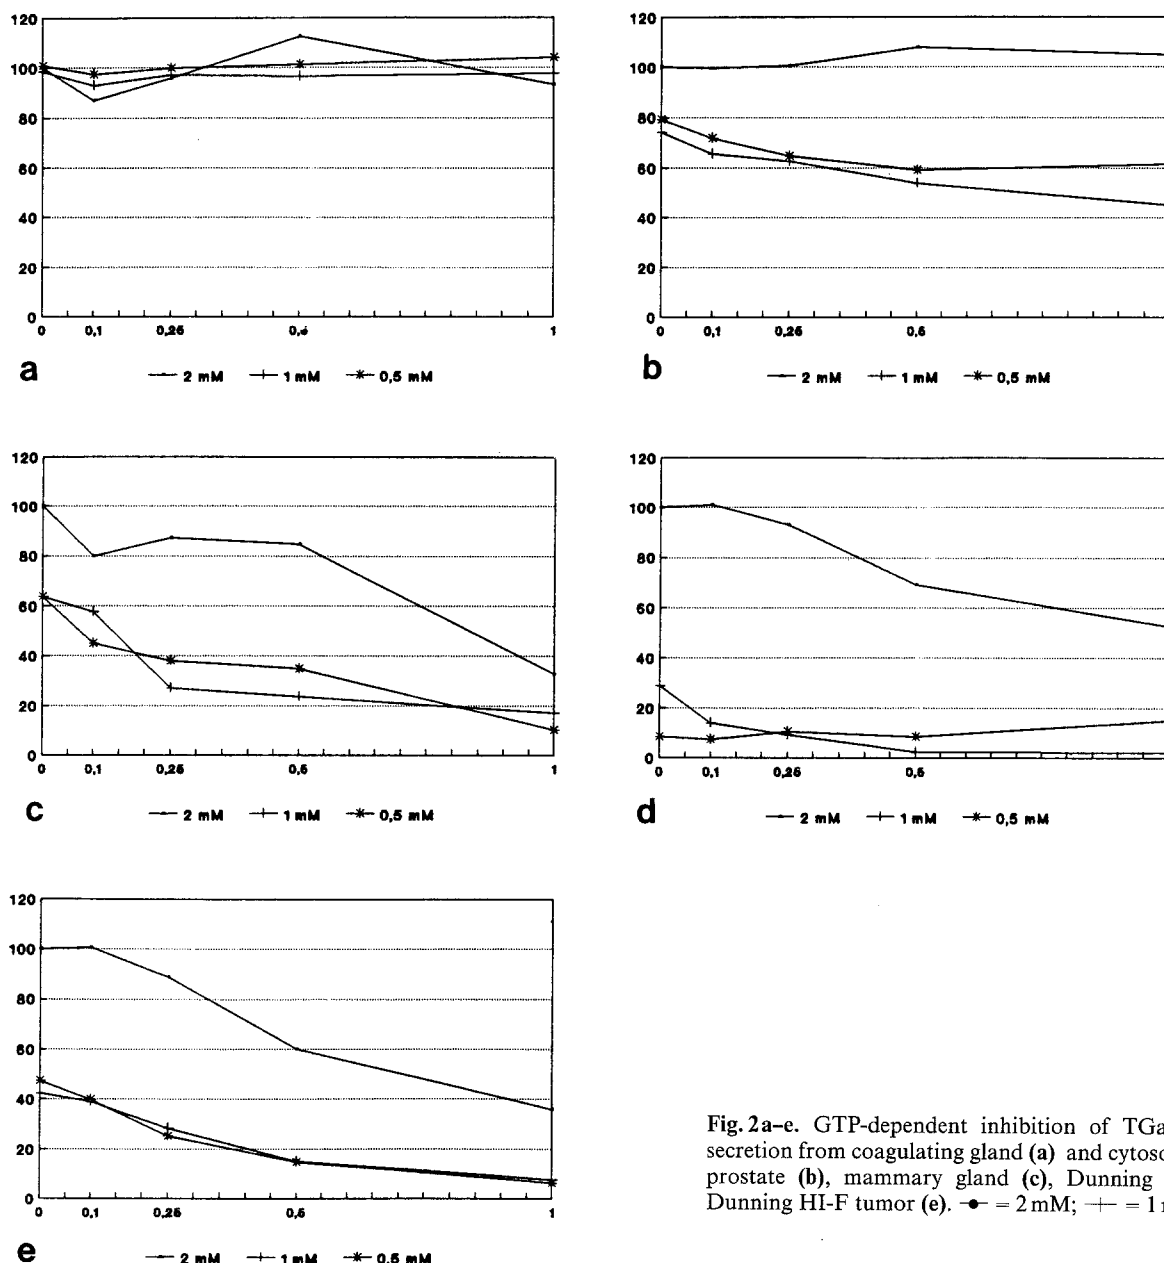 120
100
80
60
40
20
0
0 0,1 0,25 0,5 1
a
2 mM 1 mM 0,5 mM
120
100
80
60
40
20
0
0 0,1 0,25 0,5
b
2 mM 1 mM 0,5 mM
120
100
80
60
40
20
0
0 0,1 0,25 0,5 1
c
2 mM 1 mM 0,5 mM
120
100
80
60
40
20
0
0 0,1 0,25 0,5
d
2 mM 1 mM 0,5 mM
120
100
80
60
40
20
0
0 0,1 0,25 0,5 1
e
2 mM 1 mM 0,5 mM
Fig. 2a–e. GTP-dependent inhibition of TGa
secretion from coagulating gland (a) and cytoso
prostate (b), mammary gland (c), Dunning
Dunning HI-F tumor (e). = 2 mM; = 1